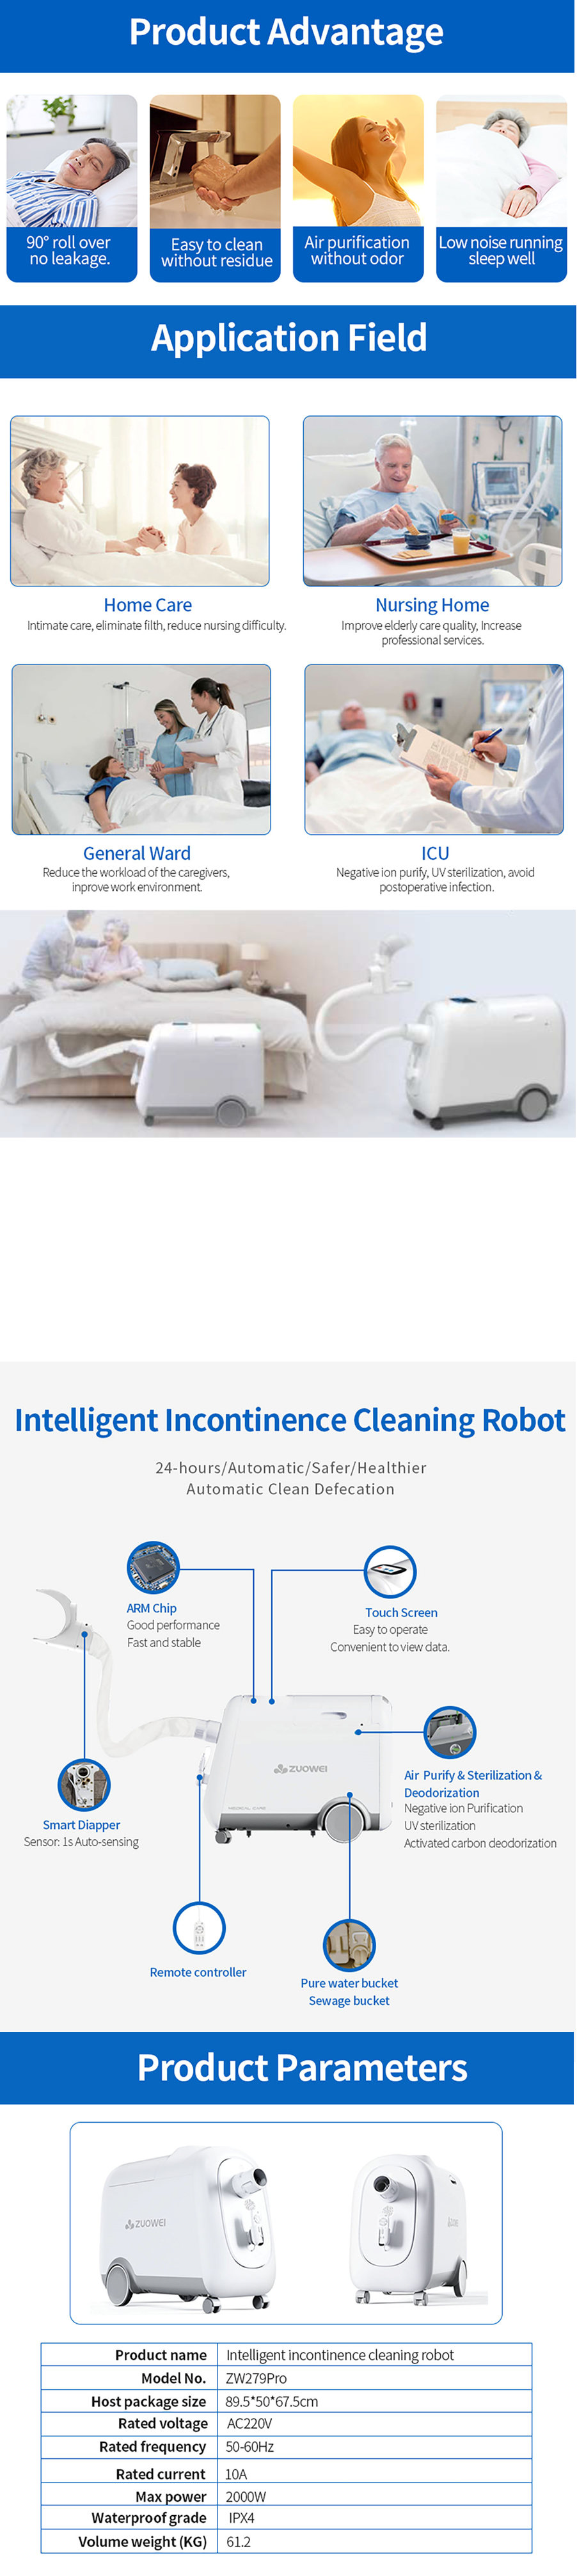 Product Advantage
90° roll over
no leakage.
Easy to clean
without residue
Air purification
without odor
Low noise running
sleep well
Application Field
Home Care
Intimate care, eliminate filth, reduce nursing difficulty.
Nursing Home
Improve elderly care quality, Increase
professional services.
General Ward
Reduce the workload of the caregivers,
inprove work environment.
ICU
Negative ion purify, UV sterilization, avoid
postoperative infection.
Intelligent Incontinence Cleaning Robot
24-hours/Automatic/Safer/Healthier
Automatic Clean Defecation
ARM Chip
Good performance
Fast and stable
Touch Screen
Easy to operate
Convenient to view data.
ZUOWEI
MEDICAL CARE
Air Purify & Sterilization &
Deodorization
Negative ion Purification
UV sterilization
Activated carbon deodorization
Smart Diapper
Sensor: 1s Auto-sensing
Remote controller
Pure water bucket
Sewage bucket
Product Parameters
ZUOWEI
ZUOWEI
Product name Intelligent incontinence cleaning robot
Model No. ZW279Pro
Host package size 89.5*50*67.5cm
Rated voltage AC220V
Rated frequency 50-60Hz
Rated current 10A
Max power 2000W
Waterproof grade IPX4
Volume weight (KG) 61.2